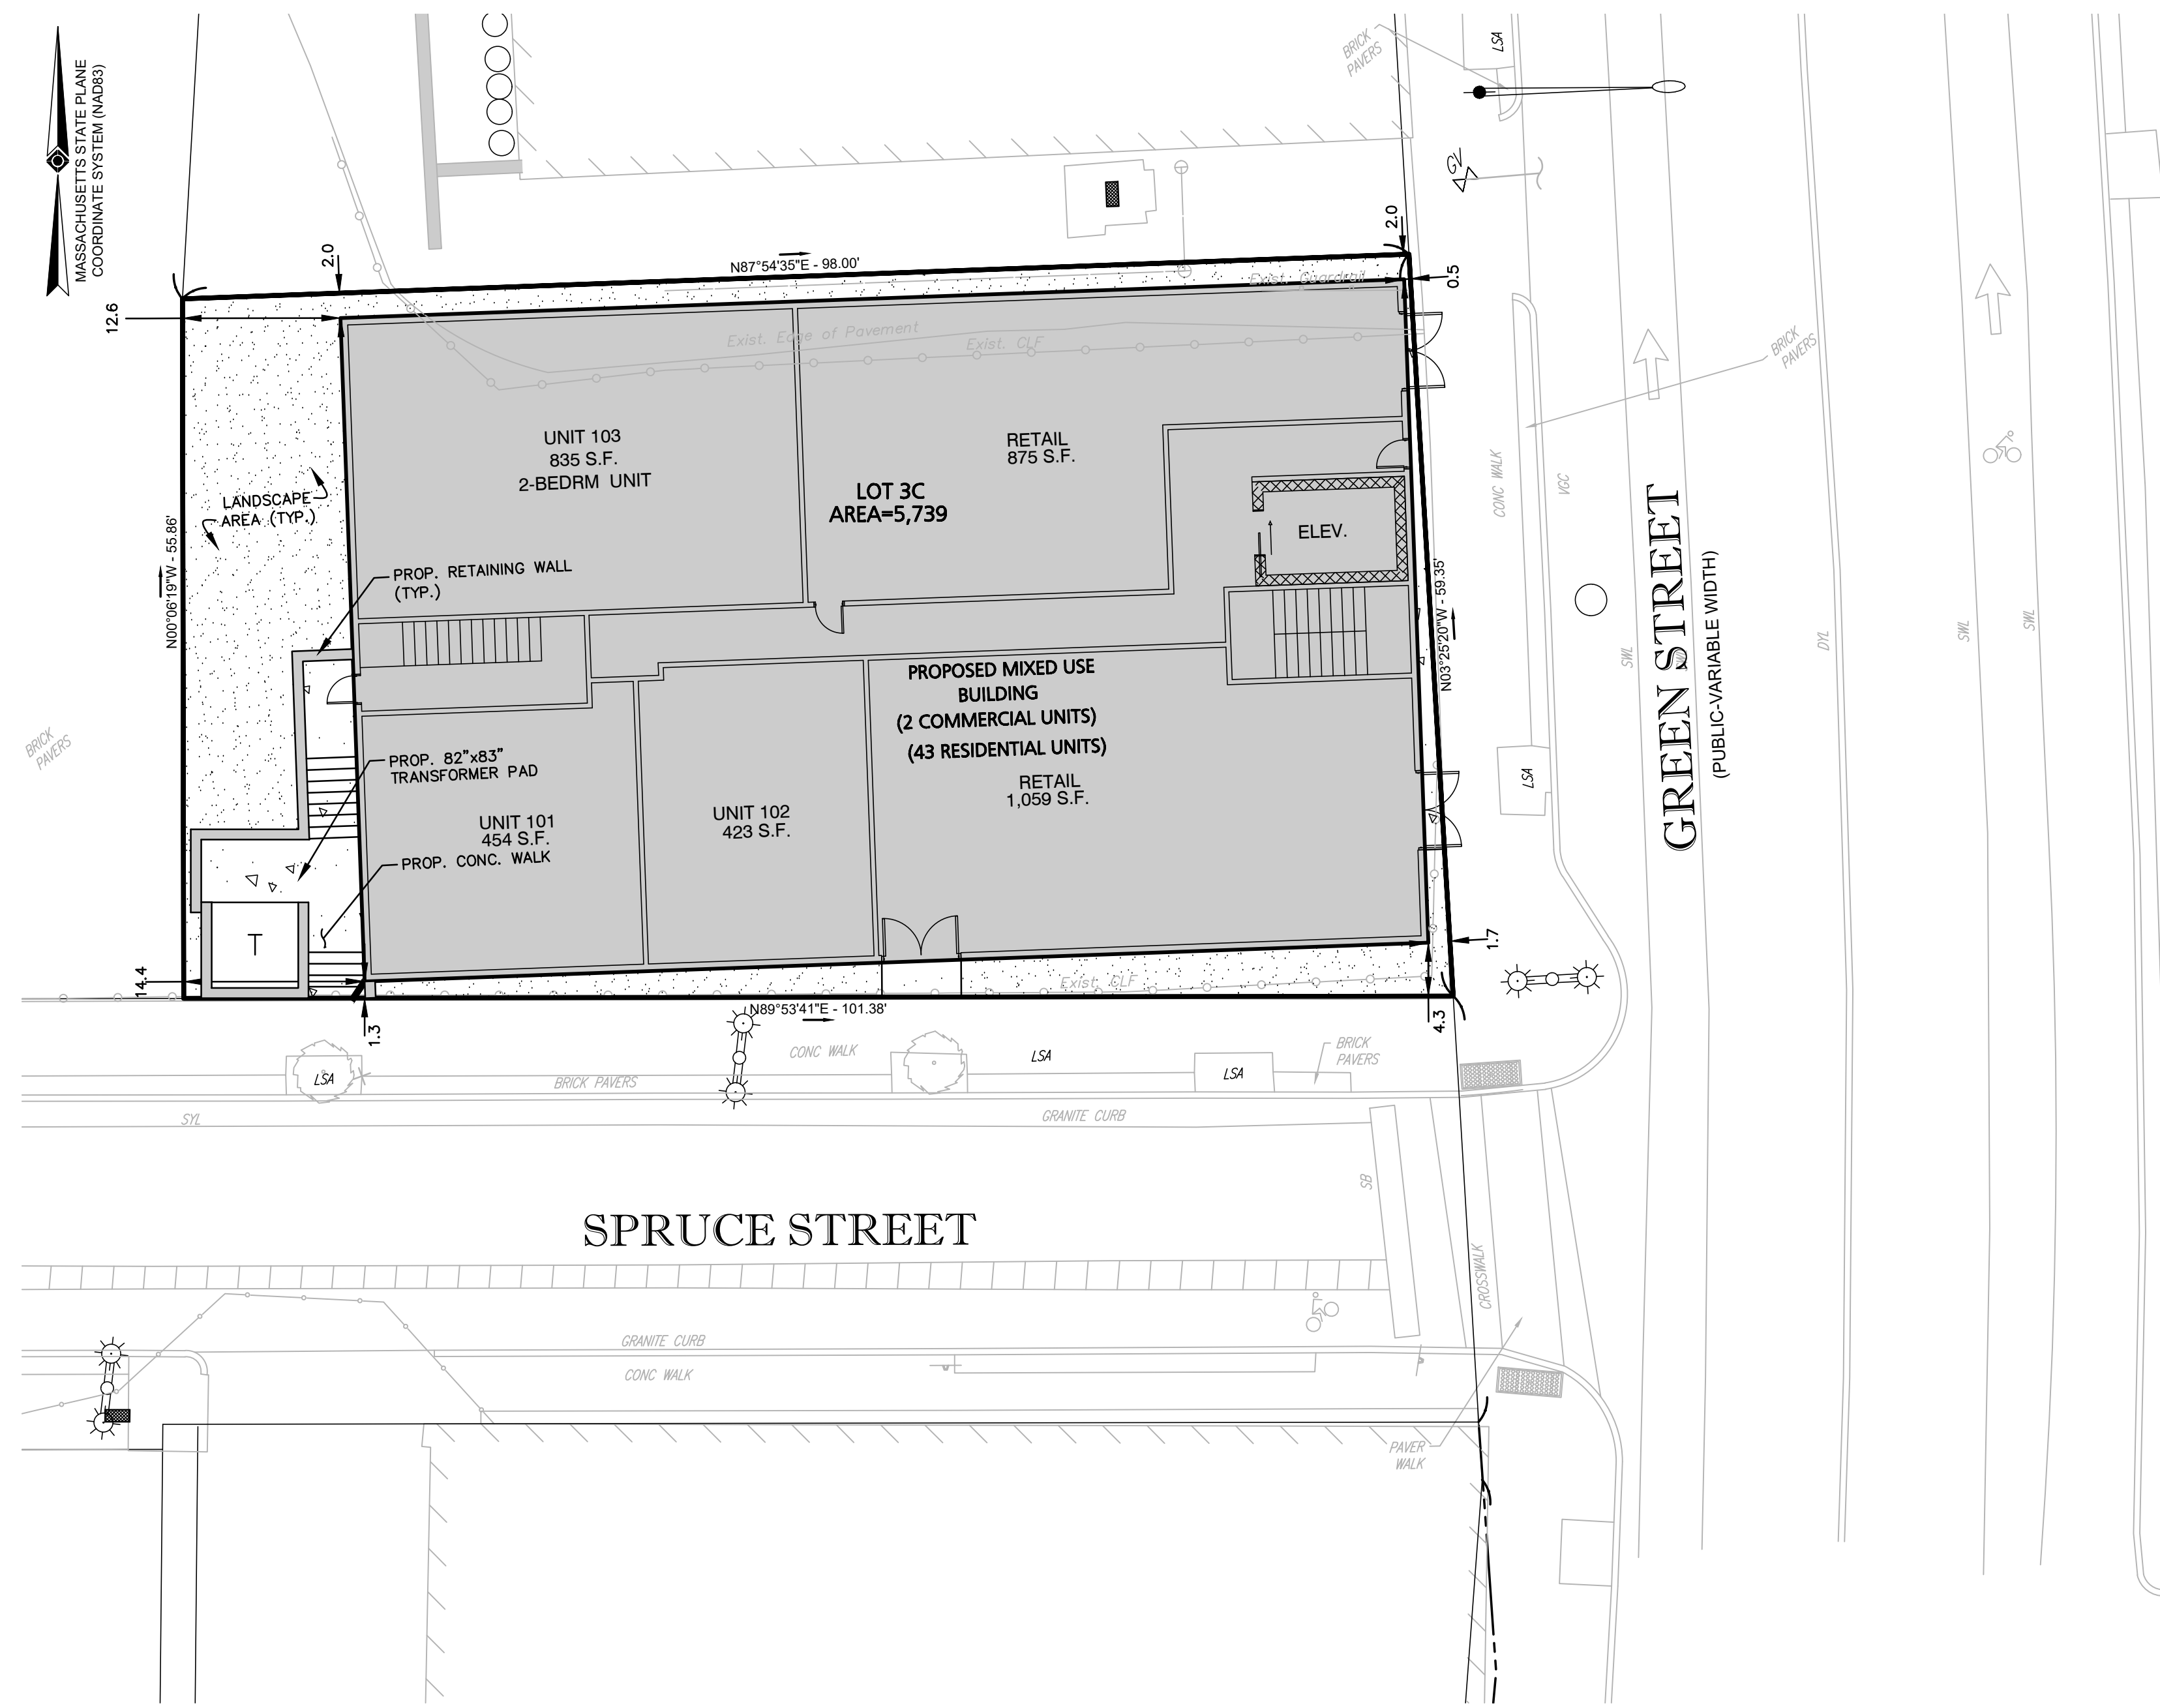 MASSACHUSETTS STATE PLANE
COORDINATE SYSTEM (NAD83)
BRICK
PAVERS
LSA
GV
2.0
2.0
N87°54'35"E - 98.00'
Exist. Guardrail
0.5
12.6
Exist. Edge of Pavement
Exist. CLF
BRICK
PAVERS
UNIT 103
835 S.F.
2-BEDRM UNIT
RETAIL
875 S.F.
LOT 3C
AREA=5,739
LANDSCAPE
AREA (TYP.)
ELEV.
CONC WALK
VGC
GREEN STREET
(PUBLIC-VARIABLE WIDTH)
N00°06'19"W - 55.86'
PROP. RETAINING WALL
(TYP.)
N03°25'20"W - 59.35'
SWL
DYL
SWL
SWL
PROPOSED MIXED USE
BUILDING
(2 COMMERCIAL UNITS)
(43 RESIDENTIAL UNITS)
BRICK
PAVERS
PROP. 82"x83"
TRANSFORMER PAD
RETAIL
1,059 S.F.
LSA
UNIT 101
454 S.F.
UNIT 102
423 S.F.
PROP. CONC. WALK
T
14.4
1.7
Exist. CLF
N89°53'41"E - 101.38'
1.3
4.3
CONC WALK
LSA
BRICK
PAVERS
LSA
BRICK PAVERS
LSA
SYL
GRANITE CURB
SB
SPRUCE STREET
CROSSWALK
GRANITE CURB
CONC WALK
PAVER
WALK